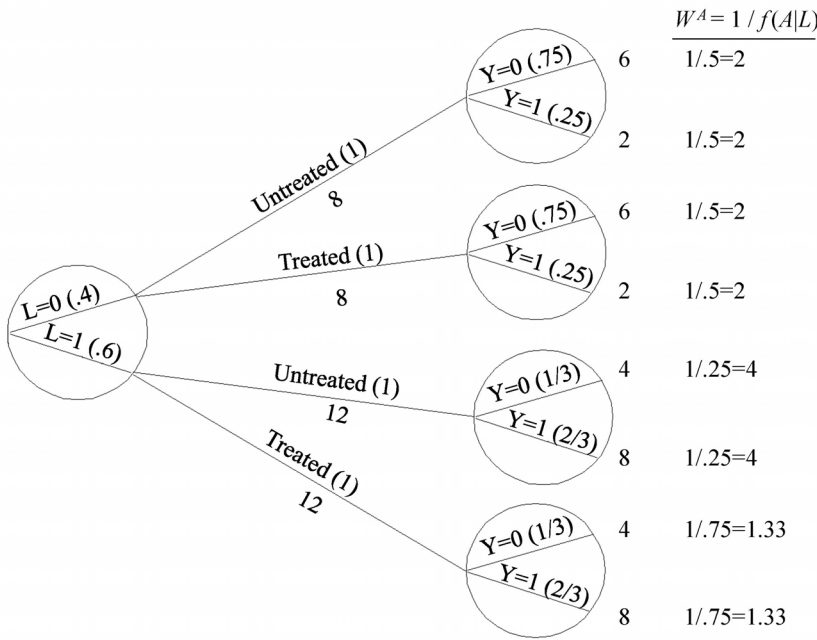 W^A = 1 / f(A|L)
Y=0 (.75) 6 1/.5=2
Y=1 (.25) 2 1/.5=2
Untreated (1)
8
Y=0 (.75) 6 1/.5=2
Y=1 (.25) 2 1/.5=2
Treated (1)
8
L=0 (.4)
L=1 (.6)
Untreated (1)
12
Y=0 (1/3) 4 1/.25=4
Y=1 (2/3) 8 1/.25=4
Treated (1)
12
Y=0 (1/3) 4 1/.75=1.33
Y=1 (2/3) 8 1/.75=1.33